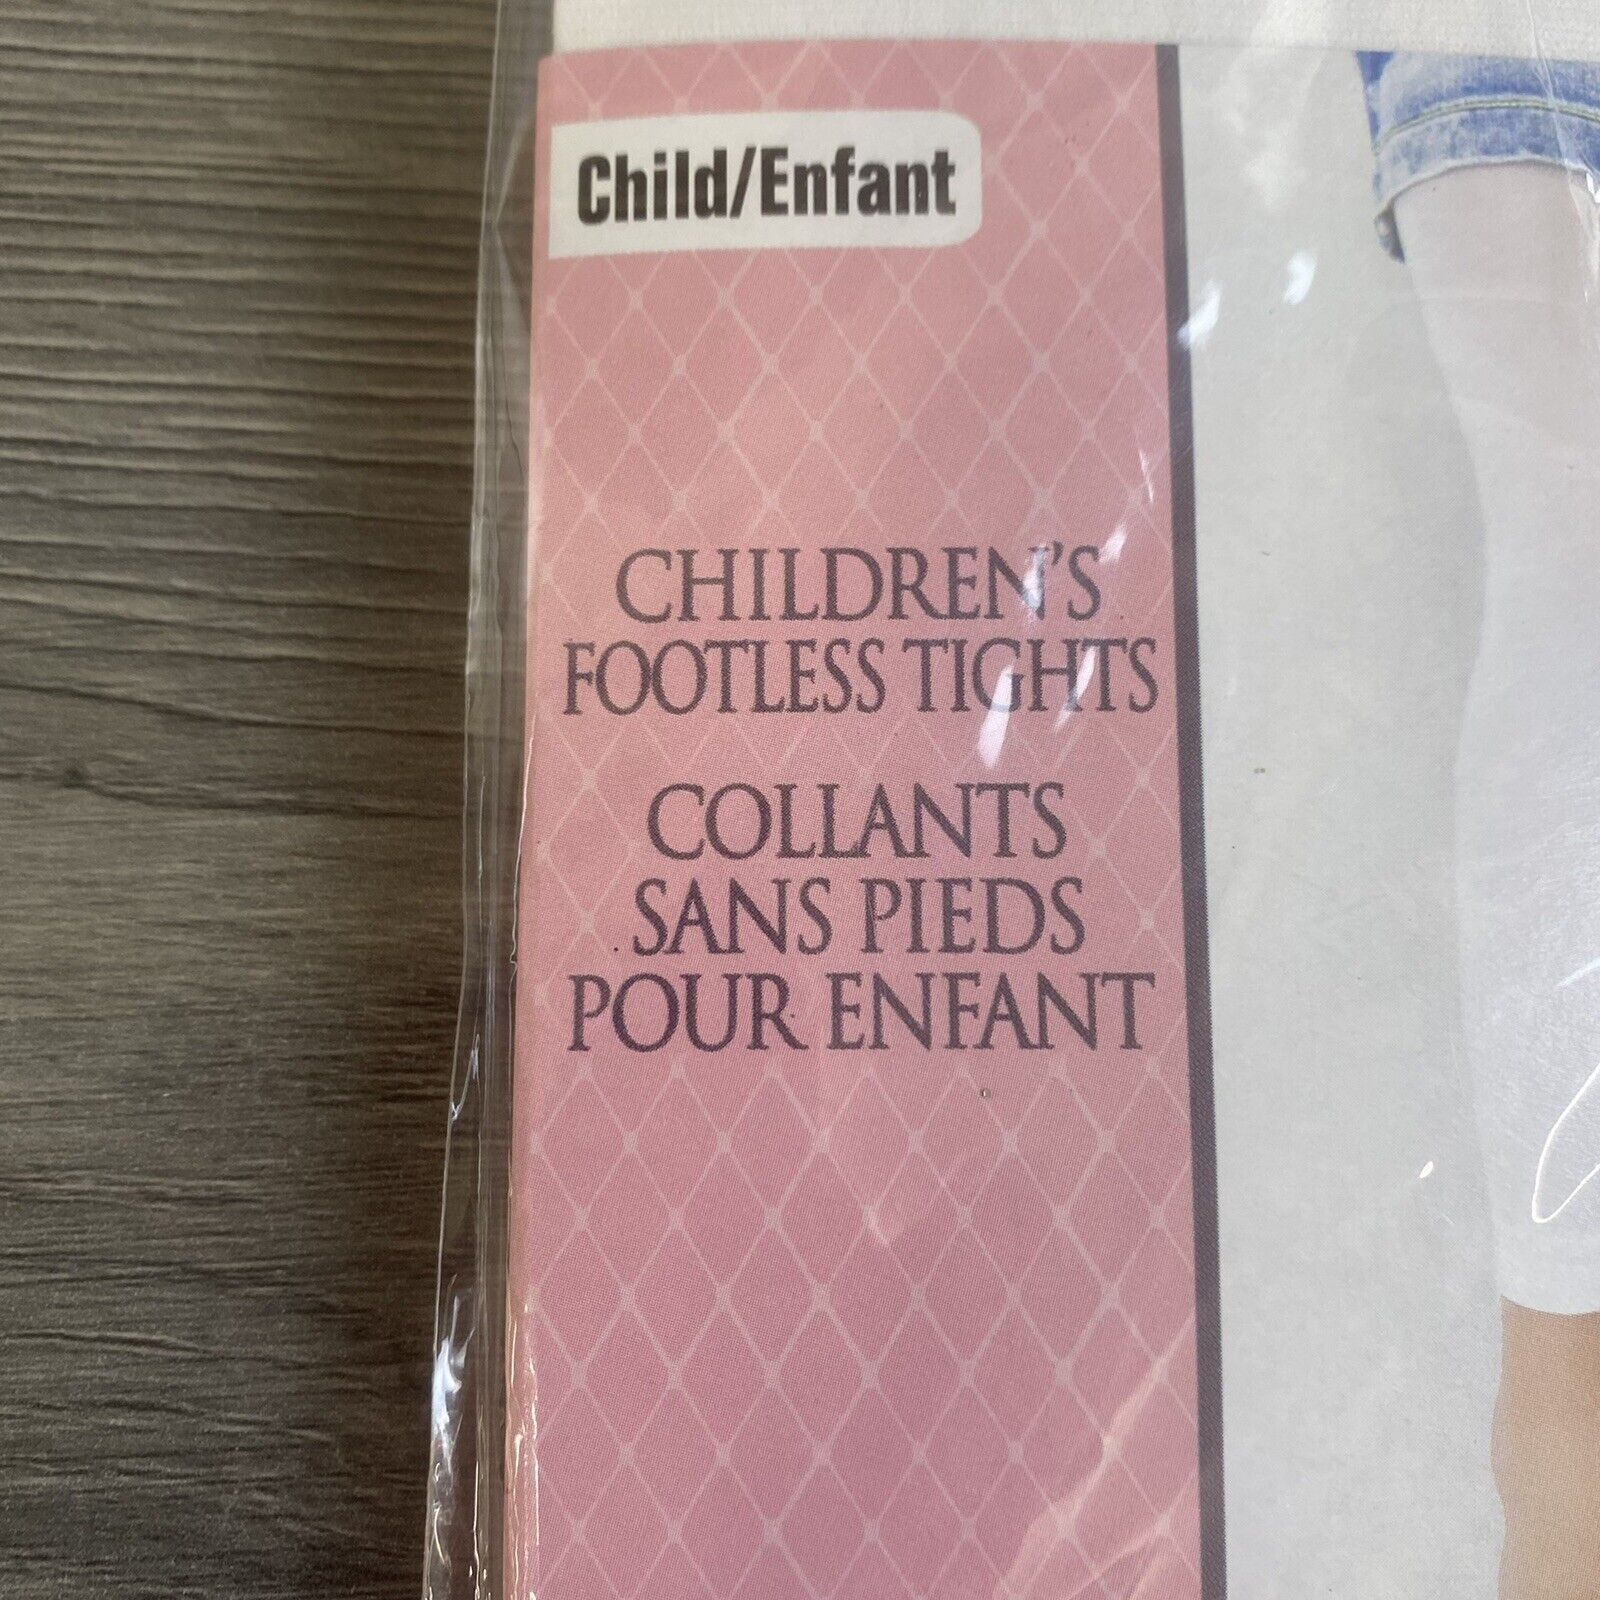 Child/Enfant
CHILDREN'S
FOOTLESS TIGHTS
COLLANTS
SANS PIEDS
POUR ENFANT